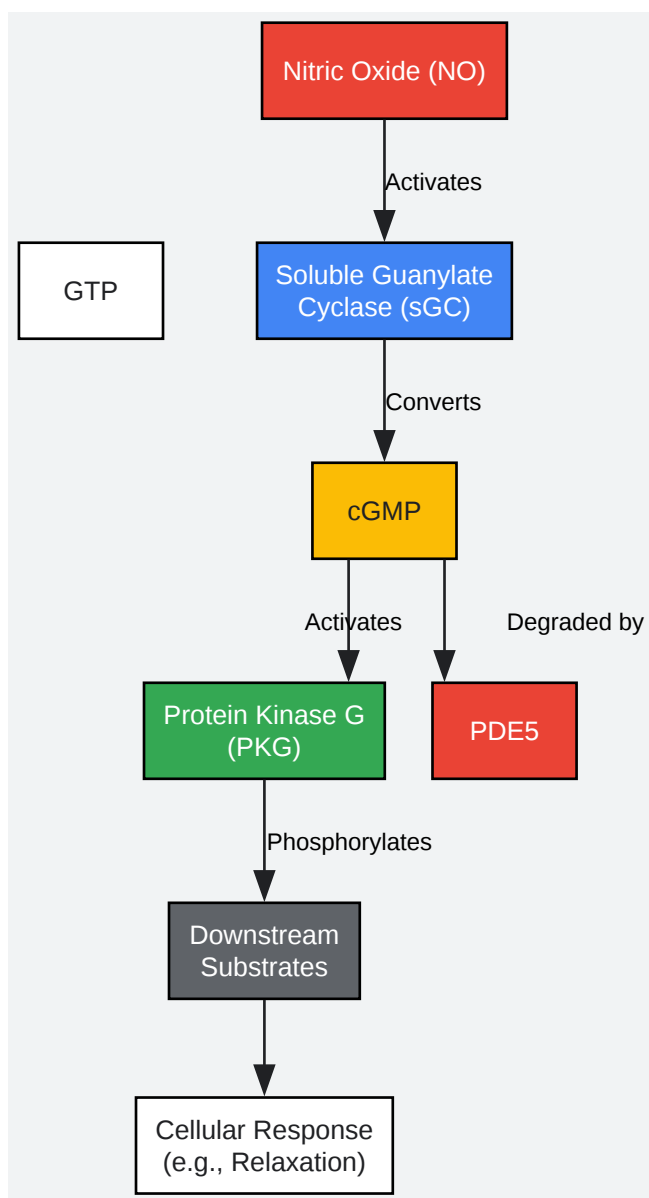 Nitric Oxide (NO)
Activates
GTP
Soluble Guanylate
Cyclase (sGC)
Converts
cGMP
Activates
Degraded by
Protein Kinase G
(PKG)
PDE5
Phosphorylates
Downstream
Substrates
Cellular Response
(e.g., Relaxation)